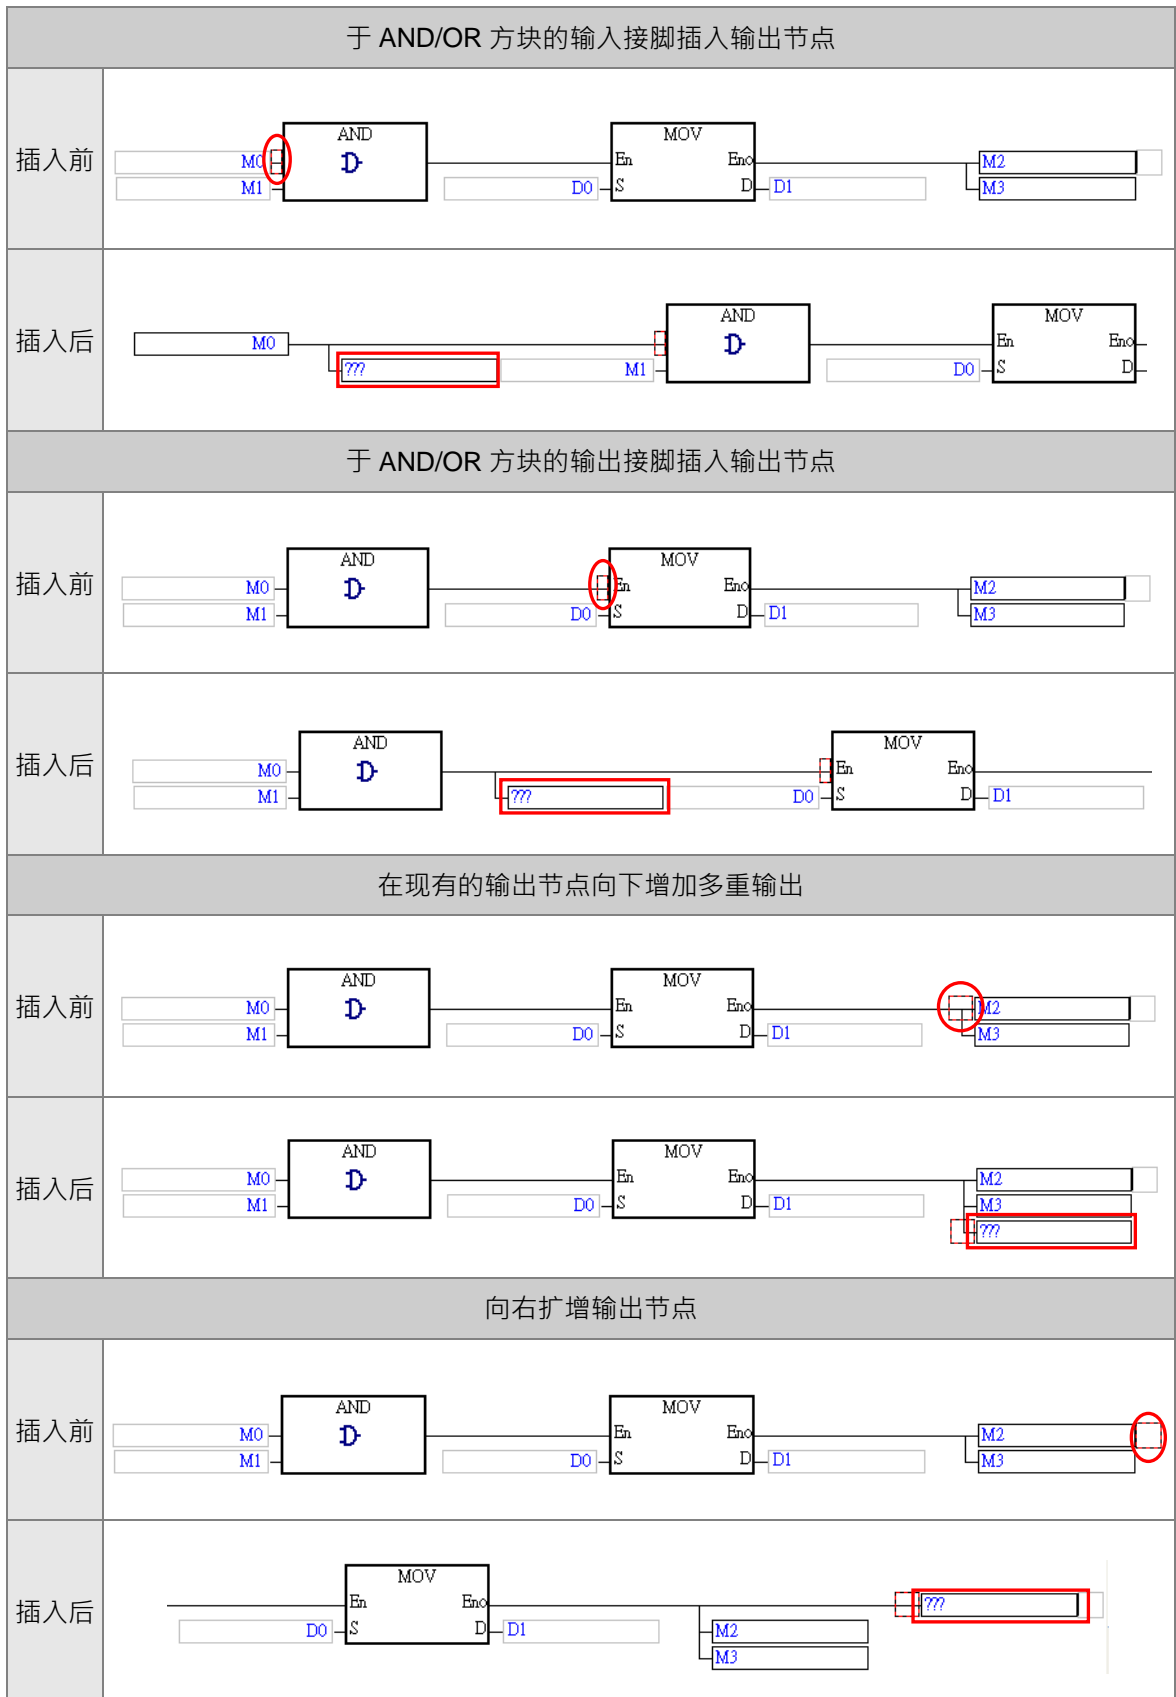 于 AND/OR 方块的输入接脚插入输出节点
插入前
AND
MOV
M0
En
Eno
M2
M1
D0
S
D
D1
M3
插入后
AND
MOV
M0
En
Eno
???
M1
D0
S
D
于 AND/OR 方块的输出接脚插入输出节点
插入前
AND
MOV
M0
En
Eno
M2
M1
D0
S
D
D1
M3
插入后
AND
MOV
M0
En
Eno
M1
???
D0
S
D
D1
在现有的输出节点向下增加多重输出
插入前
AND
MOV
M0
En
Eno
M2
M1
D0
S
D
D1
M3
插入后
AND
MOV
M0
En
Eno
M2
M1
D0
S
D
D1
M3
???
向右扩增输出节点
插入前
AND
MOV
M0
En
Eno
M2
M1
D0
S
D
D1
M3
插入后
MOV
En
Eno
???
D0
S
D
D1
M2
M3